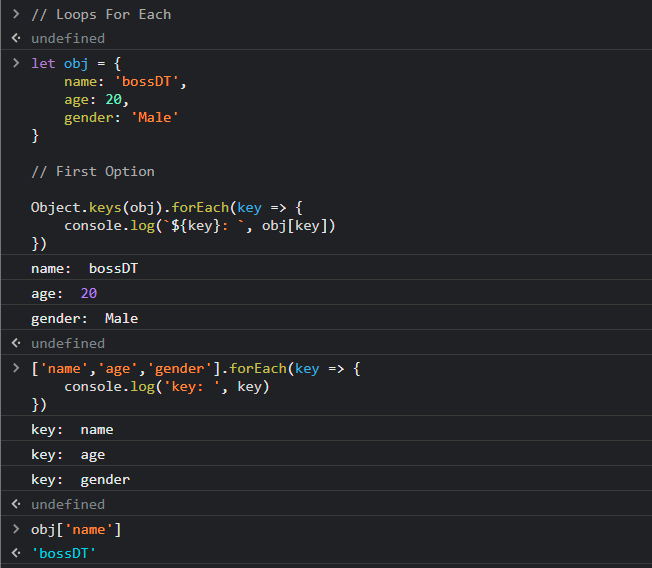 > // Loops For Each
<· undefined
> let obj = {
    name: 'bossDT',
    age: 20,
    gender: 'Male'
}
// First Option
Object.keys(obj).forEach(key => {
    console.log(`${key}: `, obj[key])
})
name:  bossDT
age:  20
gender:  Male
<· undefined
> ['name','age','gender'].forEach(key => {
    console.log('key: ', key)
})
key:  name
key:  age
key:  gender
<· undefined
> obj['name']
<· 'bossDT'